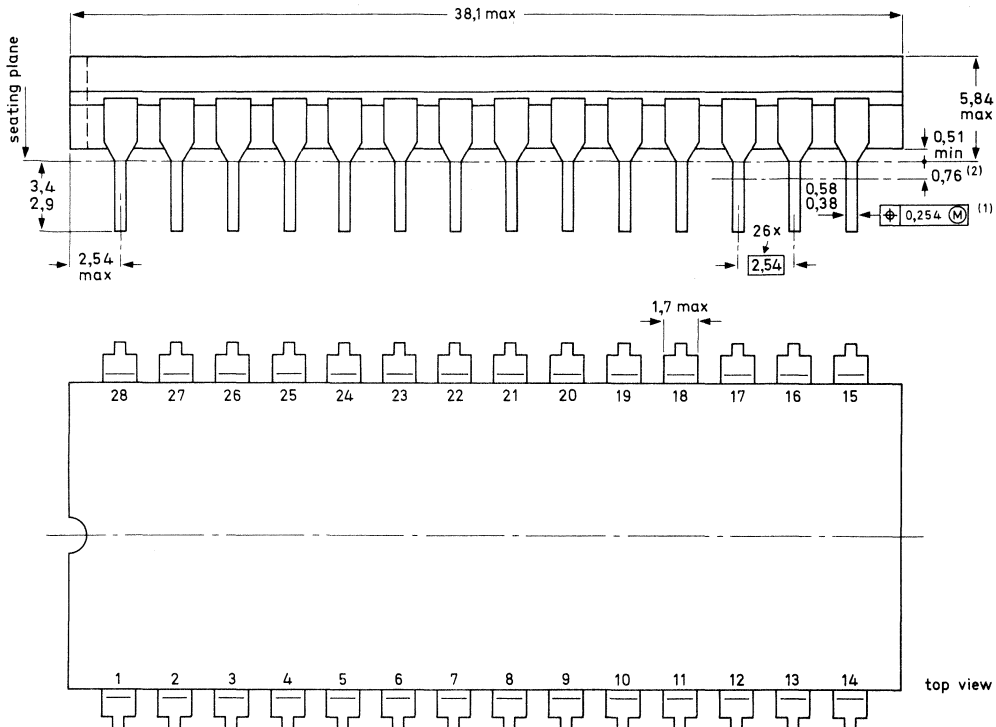 38,1 max
seating plane
5,84
max
0,51
min
0,76 (2)
3,4
2,9
0,58
0,38
0,254 M (1)
26x
2,54
2,54
max
1,7 max
28 27 26 25 24 23 22 21 20 19 18 17 16 15
1 2 3 4 5 6 7 8 9 10 11 12 13 14
top view